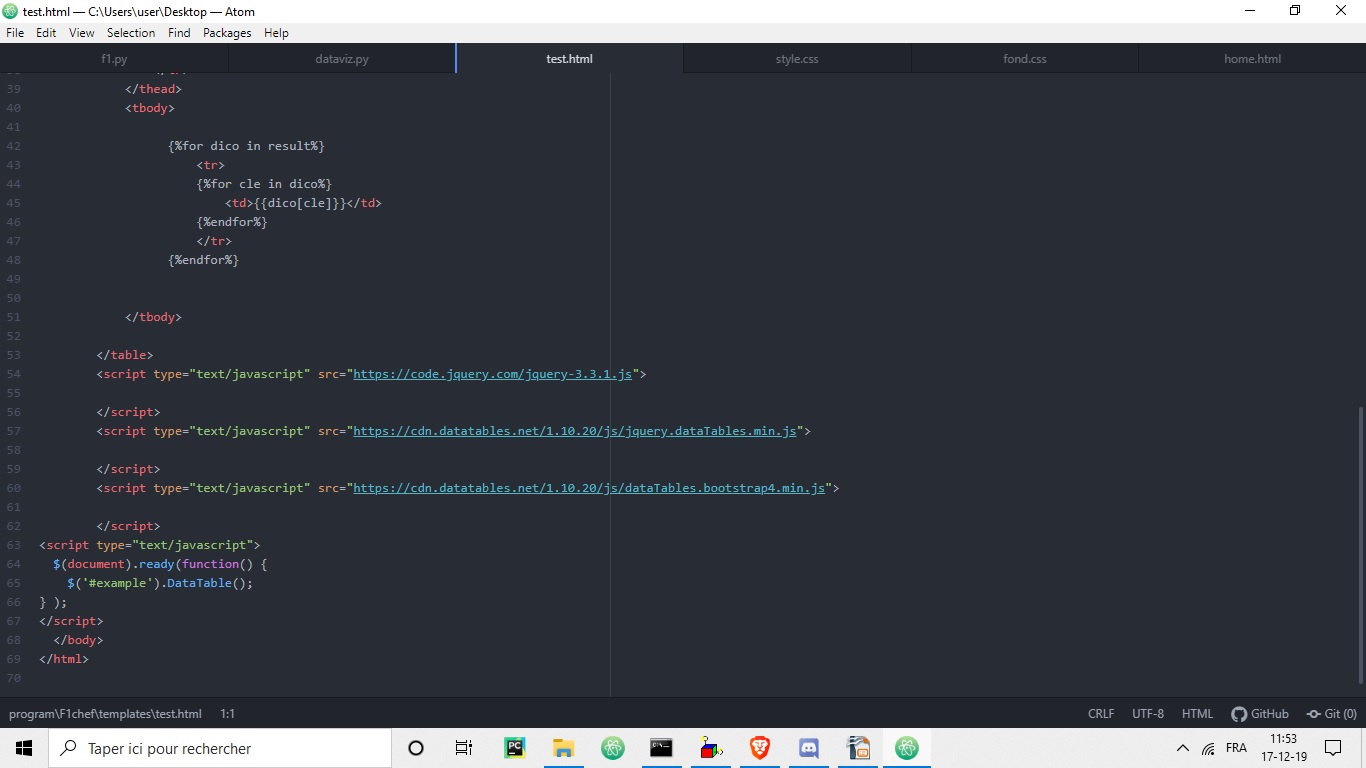 test.html — C:\Users\user\Desktop — Atom
File Edit View Selection Find Packages Help
f1.py dataviz.py test.html style.css fond.css home.html
39 </thead>
40 <tbody>
41
42 {%for dico in result%}
43 <tr>
44 {%for cle in dico%}
45 <td>{{dico[cle]}}</td>
46 {%endfor%}
47 </tr>
48 {%endfor%}
49
50
51 </tbody>
52
53 </table>
54 <script type="text/javascript" src="https://code.jquery.com/jquery-3.3.1.js">
55
56 </script>
57 <script type="text/javascript" src="https://cdn.datatables.net/1.10.20/js/jquery.dataTables.min.js">
58
59 </script>
60 <script type="text/javascript" src="https://cdn.datatables.net/1.10.20/js/dataTables.bootstrap4.min.js">
61
62 </script>
63 <script type="text/javascript">
64 $(document).ready(function() {
65 $('#example').DataTable();
66 } );
67 </script>
68 </body>
69 </html>
70
program\F1chef\templates\test.html 1:1 CRLF UTF-8 HTML GitHub Git (0)
Taper ici pour rechercher PC FRA 11:53
17-12-19